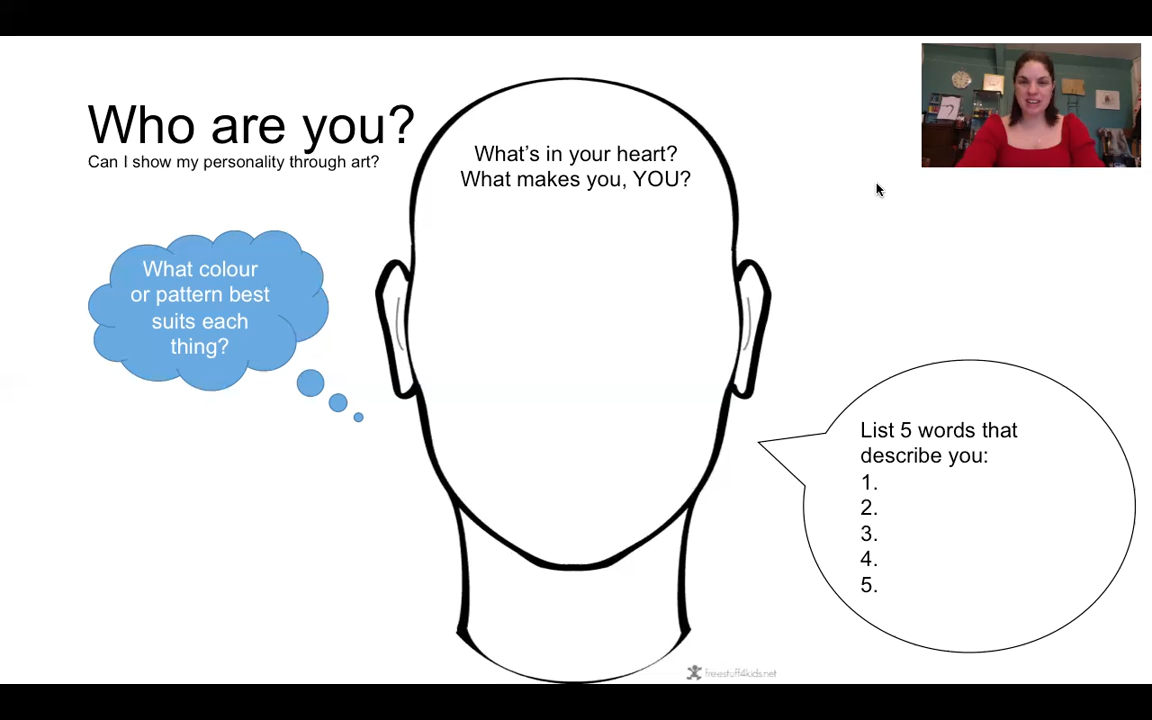 Who are you?
Can I show my personality through art?
What's in your heart?
What makes you, YOU?
What colour
or pattern best
suits each
thing?
List 5 words that
describe you:
1.
2.
3.
4.
5.
freestuff4kids.net